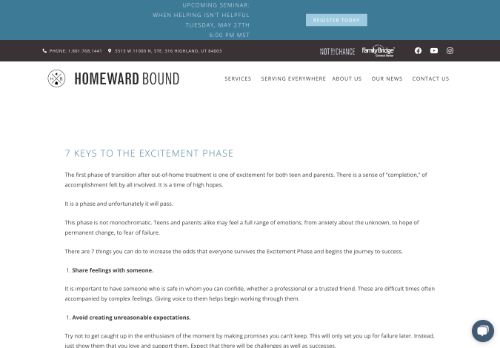 UPCOMING SEMINAR:
WHEN HELPING ISN'T HELPFUL
TUESDAY, MAY 27TH
6:00 PM MST
REGISTER TODAY
PHONE: 1.801.768.1441
5513 W 11000 N, STE. 316 HIGHLAND, UT 84003
NOT BY CHANCE
FamilyBridge
HOMEWARD BOUND
SERVICES SERVING EVERYWHERE ABOUT US OUR NEWS CONTACT US
7 KEYS TO THE EXCITEMENT PHASE
The first phase of transition after out-of-home treatment is one of excitement for both teen and parents. There is a sense of "completion," of
accomplishment felt by all involved. It is a time of high hopes.
It is a phase and unfortunately it will pass.
This phase is not monochromatic. Teens and parents alike may feel a full range of emotions, from anxiety about the unknown, to hope of
permanent change, to fear of failure.
There are 7 things you can do to increase the odds that everyone survives the Excitement Phase and begins the journey to success.
1. Share feelings with someone.
It is important to have someone who is safe in whom you can confide, whether a professional or a trusted friend. These are difficult times often
accompanied by complex feelings. Giving voice to them helps begin working through them.
1. Avoid creating unreasonable expectations.
Try not to get caught up in the enthusiasm of the moment by making promises you can't keep. This will only set you up for failure later. Instead,
just show them that you love and support them. Expect that there will be challenges as well as successes.